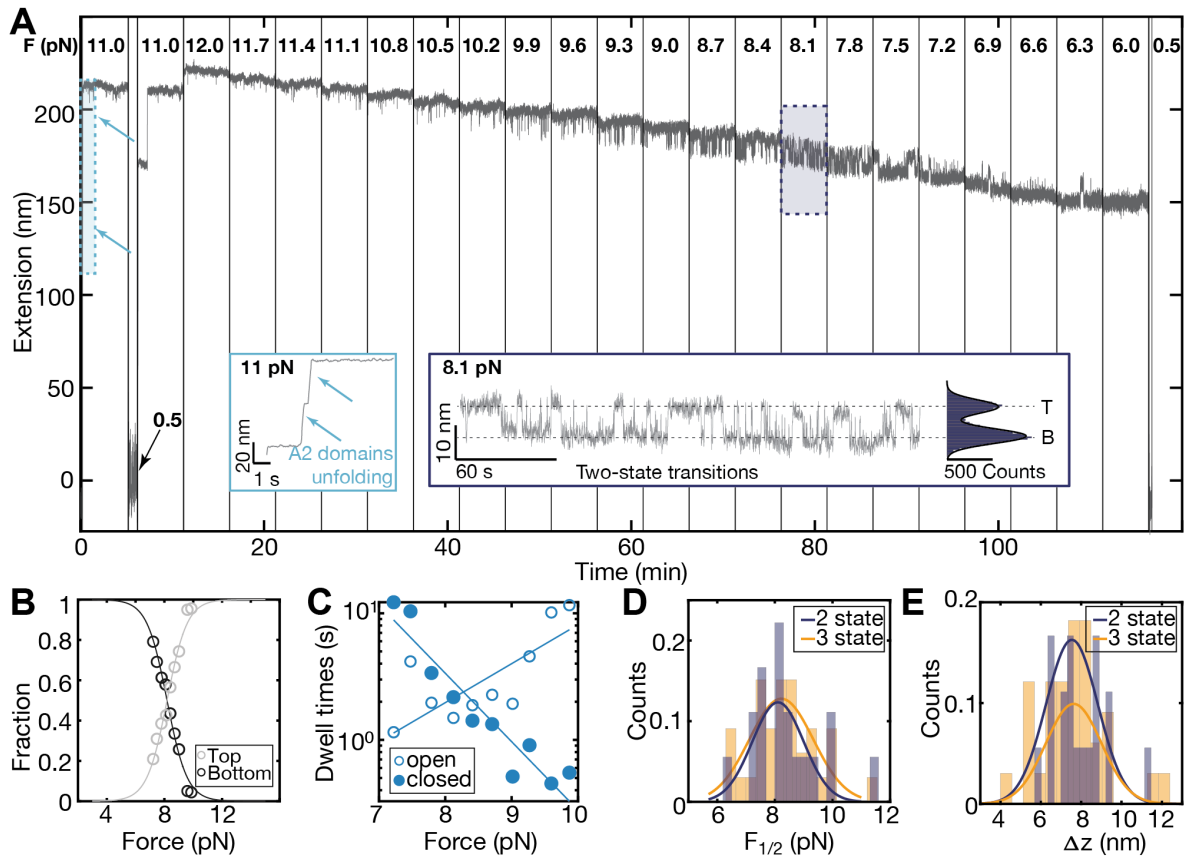 A
F (pN) 11.0 11.0 12.0 11.7 11.4 11.1 10.8 10.5 10.2 9.9 9.6 9.3 9.0 8.7 8.4 8.1 7.8 7.5 7.2 6.9 6.6 6.3 6.0 0.5
200
150
100
50
0
Extension (nm)
0.5
11 pN
20 nm
1 s
A2 domains
unfolding
8.1 pN
10 nm
60 s
Two-state transitions
T
B
500 Counts
0 20 40 60 80 100
Time (min)
B
1
0.8
0.6
0.4
0.2
0
Fraction
Top
Bottom
4 8 12
Force (pN)
C
10¹
10⁰
Dwell times (s)
open
closed
7 8 9 10
Force (pN)
D
0.2
0.1
0
Counts
2 state
3 state
6 8 10 12
F1/2 (pN)
E
0.2
0.1
0
Counts
2 state
3 state
4 6 8 10 12
Δz (nm)